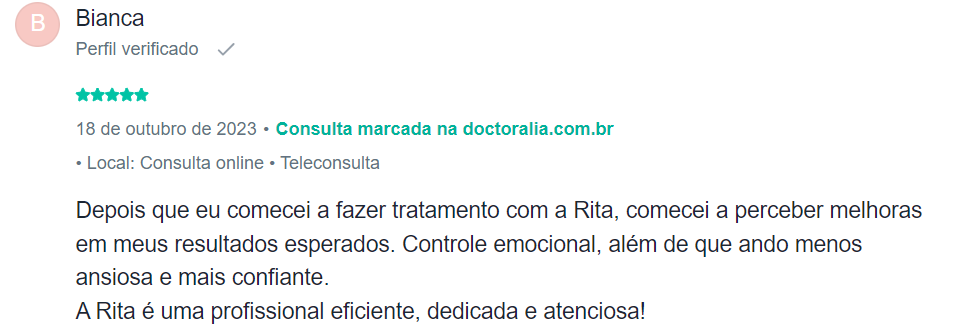 B
Bianca
Perfil verificado
18 de outubro de 2023 • Consulta marcada na doctoralia.com.br
• Local: Consulta online • Teleconsulta
Depois que eu comecei a fazer tratamento com a Rita, comecei a perceber melhoras
em meus resultados esperados. Controle emocional, além de que ando menos
ansiosa e mais confiante.
A Rita é uma profissional eficiente, dedicada e atenciosa!